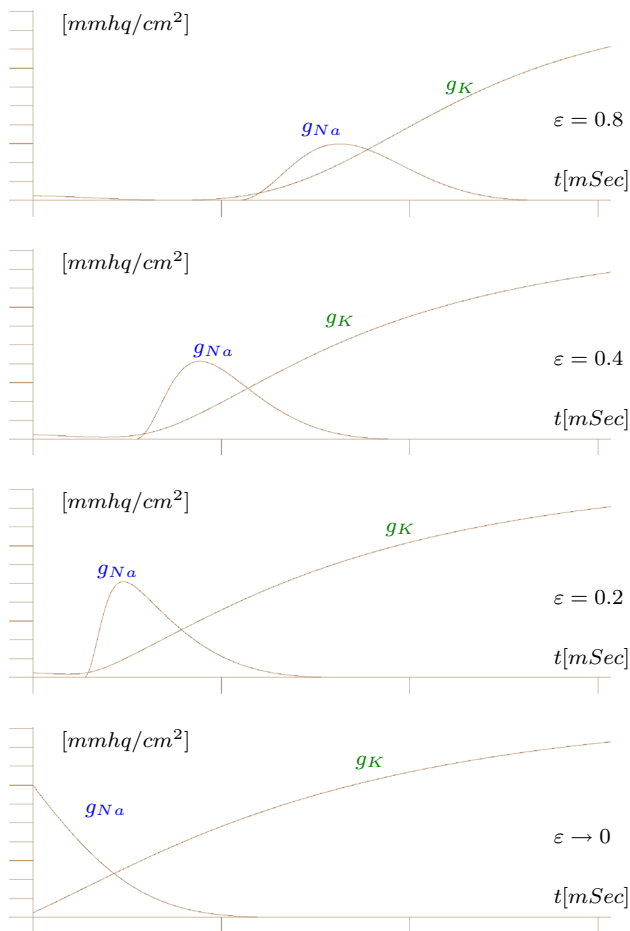 [mmhq/cm²]
g_K
g_Na
ε = 0.8
t[mSec]
[mmhq/cm²]
g_K
g_Na
ε = 0.4
t[mSec]
[mmhq/cm²]
g_K
g_Na
ε = 0.2
t[mSec]
[mmhq/cm²]
g_K
g_Na
ε → 0
t[mSec]